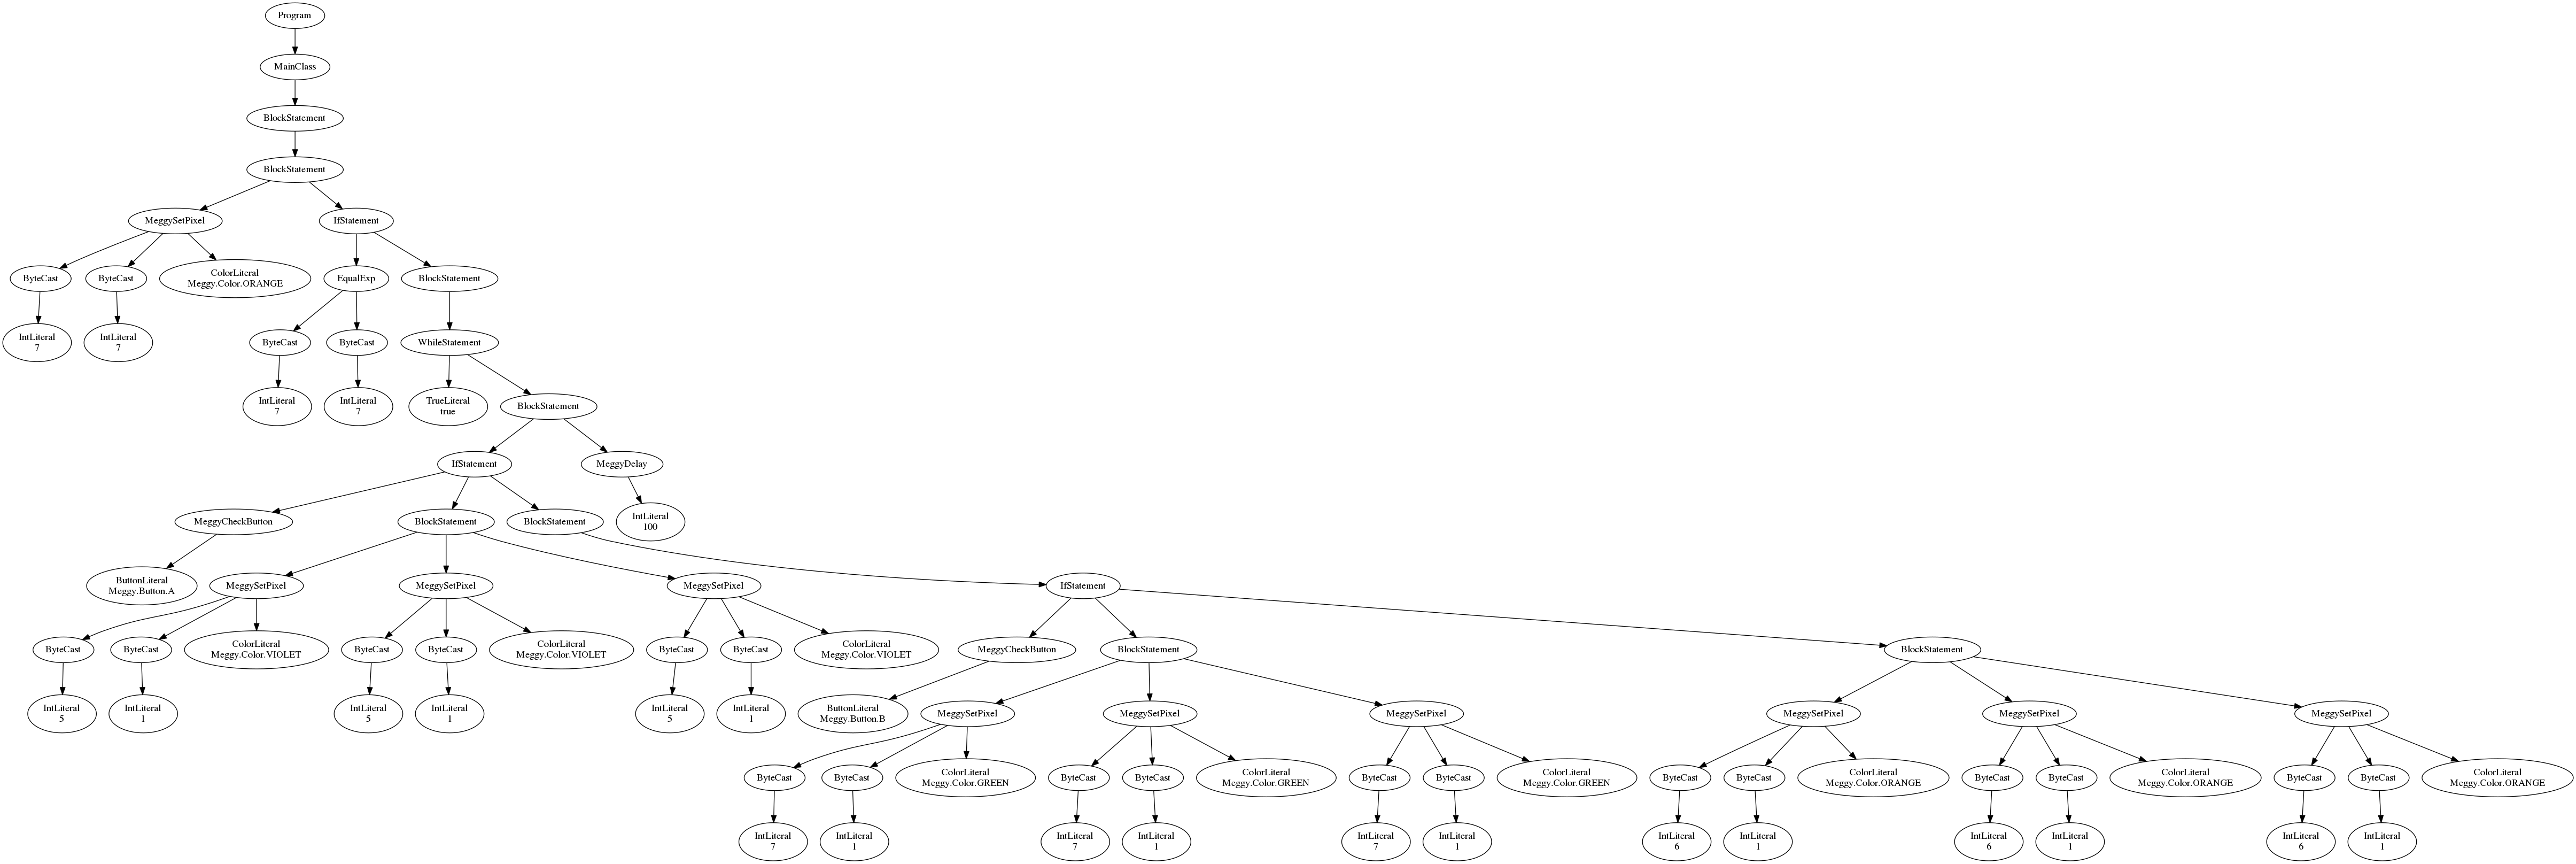 Program
MainClass
BlockStatement
BlockStatement
MeggySetPixel
IfStatement
ByteCast
ByteCast
ColorLiteral
Meggy.Color.ORANGE
EqualExp
BlockStatement
IntLiteral
7
IntLiteral
7
ByteCast
ByteCast
WhileStatement
IntLiteral
7
IntLiteral
7
TrueLiteral
true
BlockStatement
IfStatement
MeggyDelay
MeggyCheckButton
BlockStatement
BlockStatement
IntLiteral
100
ButtonLiteral
Meggy.Button.A
MeggySetPixel
MeggySetPixel
MeggySetPixel
IfStatement
ByteCast
ByteCast
ColorLiteral
Meggy.Color.VIOLET
ByteCast
ByteCast
ColorLiteral
Meggy.Color.VIOLET
ByteCast
ByteCast
ColorLiteral
Meggy.Color.VIOLET
MeggyCheckButton
BlockStatement
BlockStatement
IntLiteral
5
IntLiteral
1
IntLiteral
5
IntLiteral
1
IntLiteral
5
IntLiteral
1
ButtonLiteral
Meggy.Button.B
MeggySetPixel
MeggySetPixel
MeggySetPixel
MeggySetPixel
MeggySetPixel
MeggySetPixel
ByteCast
ByteCast
ColorLiteral
Meggy.Color.GREEN
ByteCast
ByteCast
ColorLiteral
Meggy.Color.GREEN
ByteCast
ByteCast
ColorLiteral
Meggy.Color.GREEN
ByteCast
ByteCast
ColorLiteral
Meggy.Color.ORANGE
ByteCast
ByteCast
ColorLiteral
Meggy.Color.ORANGE
ByteCast
ByteCast
ColorLiteral
Meggy.Color.ORANGE
IntLiteral
7
IntLiteral
1
IntLiteral
7
IntLiteral
1
IntLiteral
7
IntLiteral
1
IntLiteral
6
IntLiteral
1
IntLiteral
6
IntLiteral
1
IntLiteral
6
IntLiteral
1